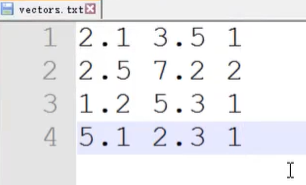 vectors.txt
1 2.1 3.5 1
2 2.5 7.2 2
3 1.2 5.3 1
4 5.1 2.3 1